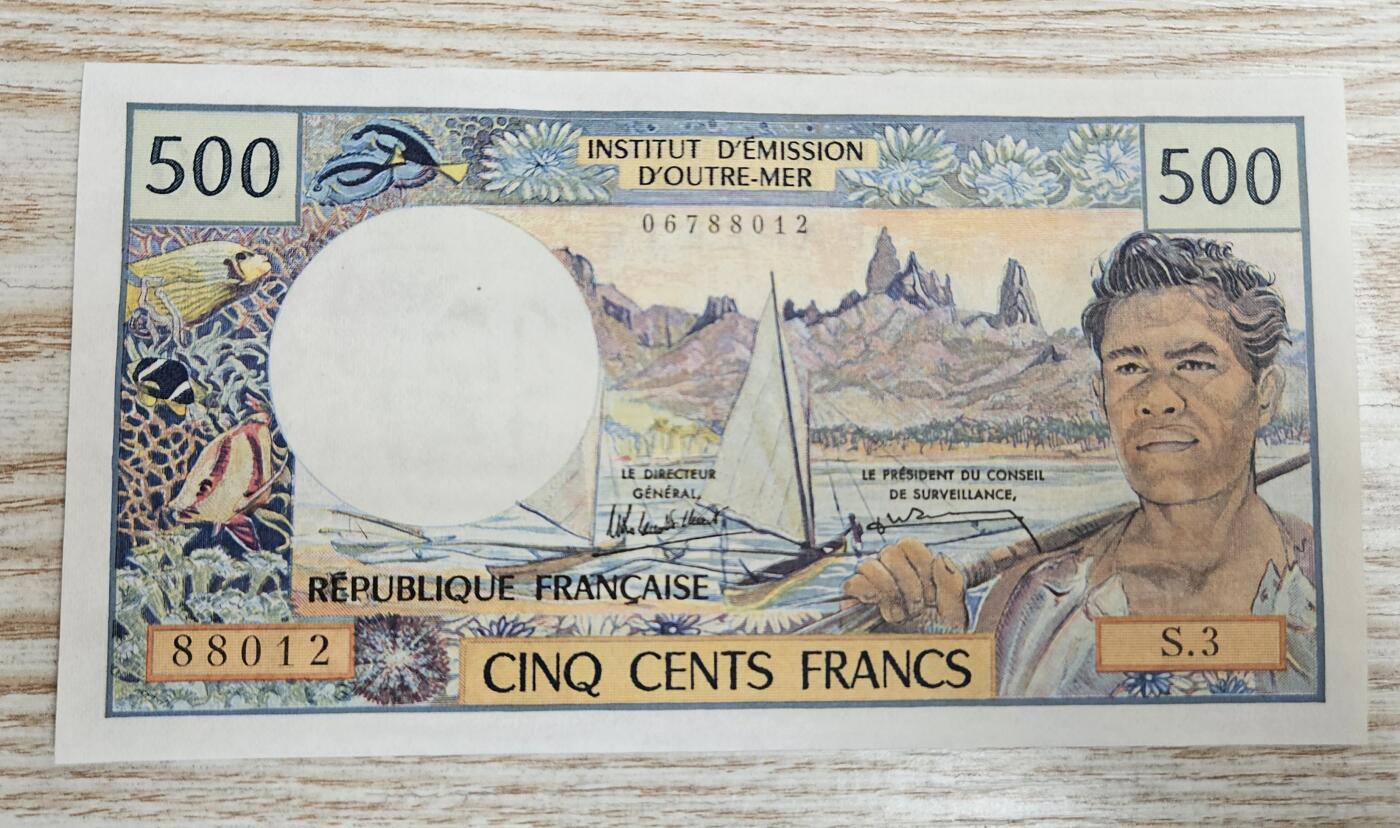 500
INSTITUT D'ÉMISSION
D'OUTRE-MER
500
06788012
LE DIRECTEUR
GÉNÉRAL,
LE PRÉSIDENT DU CONSEIL
DE SURVEILLANCE,
RÉPUBLIQUE FRANÇAISE
88012
CINQ CENTS FRANCS
S.3